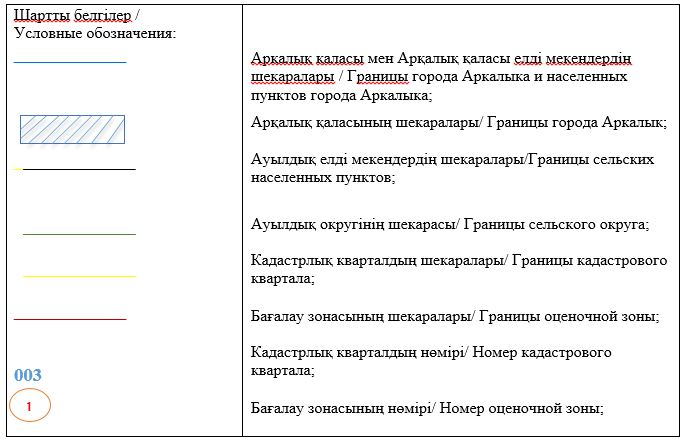 Шартты белгілер /
Условные обозначения:
Арқалық қаласы мен Арқалық қаласы елді мекендердің
шекаралары / Границы города Аркалыка и населенных
пунктов города Аркалыка;
Арқалық қаласының шекаралары/ Границы города Аркалык;
Ауылдық елді мекендердің шекаралары/Границы сельских
населенных пунктов;
Ауылдық округінің шекарасы/ Границы сельского округа;
Кадастрлық кварталдың шекаралары/ Границы кадастрового
квартала;
Бағалау зонасының шекаралары/ Границы оценочной зоны;
003
Кадастрлық кварталдың нөмірі/ Номер кадастрового
квартала;
1
Бағалау зонасының нөмірі/ Номер оценочной зоны;